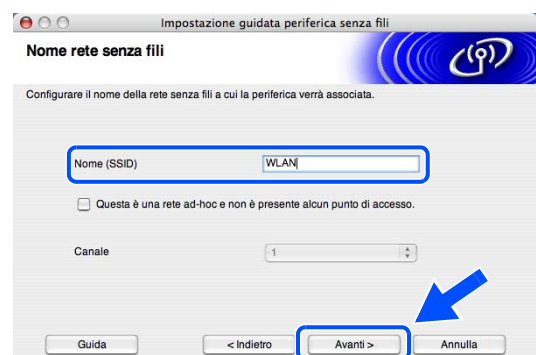 Impostazione guidata periferica senza fili
Nome rete senza fili
Configurare il nome della rete senza fili a cui la periferica verrà associata.
Nome (SSID) WLAN
Questa è una rete ad-hoc e non è presente alcun punto di accesso.
Canale 1
Guida < Indietro Avanti > Annulla